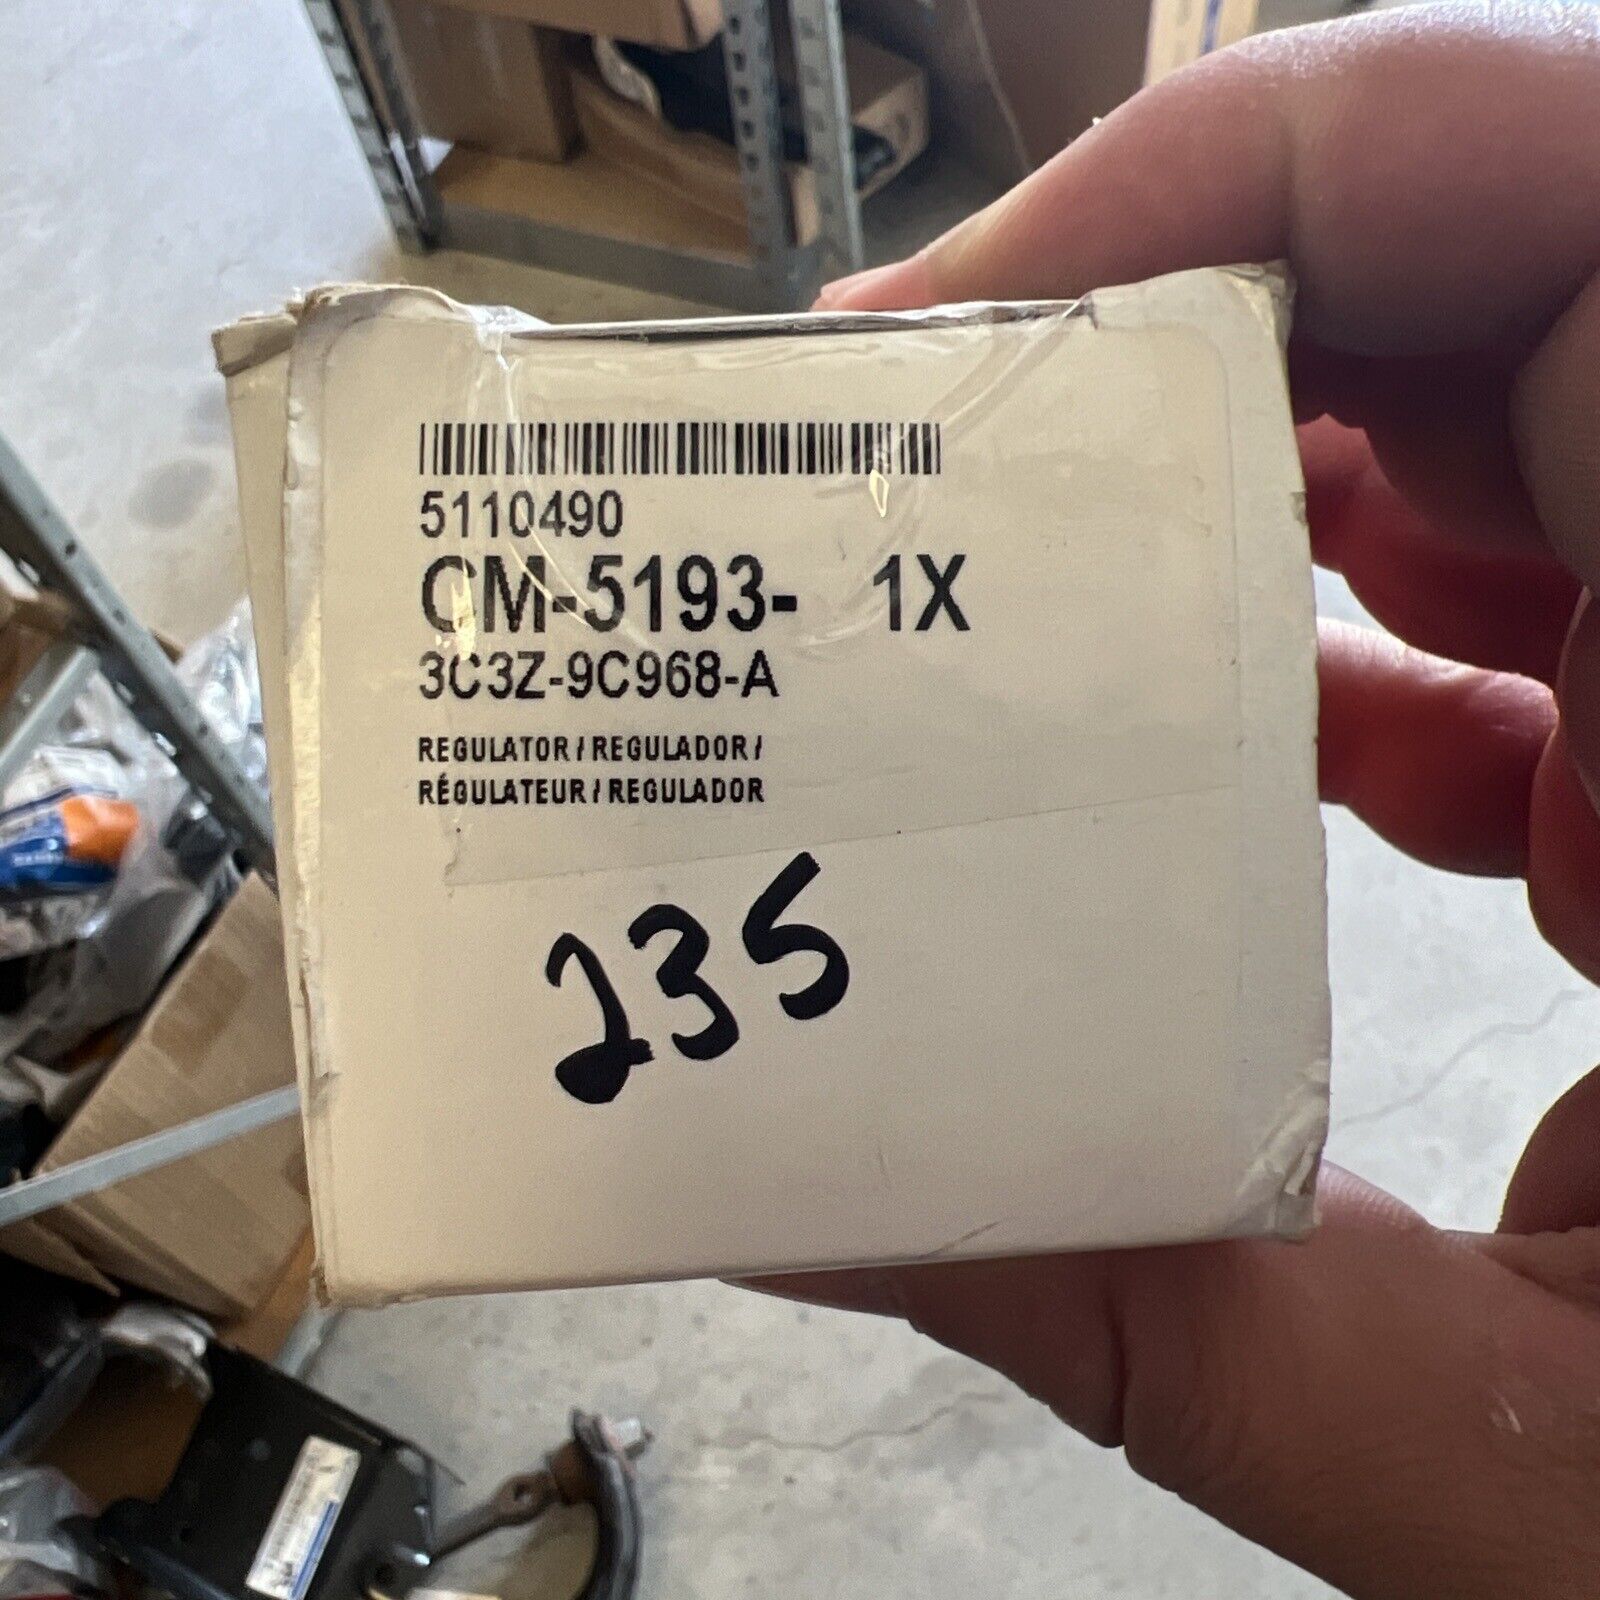 5110490
CM-5193- 1X
3C3Z-9C968-A
REGULATOR / REGULADOR /
RÉGULATEUR / REGULADOR
235